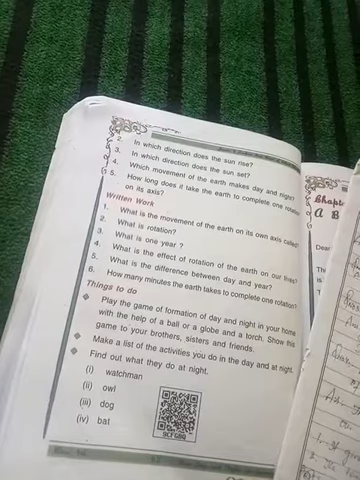 2. In which direction does the sun rise?
3. In which direction does the sun set?
4. Which movement of the earth makes day and night?
5. How long does it take the earth to complete one rotation
on its axis?
Written Work
1. What is the movement of the earth on its own axis called?
2. What is rotation?
3. What is one year ?
4. What is the effect of rotation of the earth on our lives?
5. What is the difference between day and year?
6. How many minutes the earth takes to complete one rotation?
Things to do
❖ Play the game of formation of day and night in your home
with the help of a ball or a globe and a torch. Show this
game to your brothers, sisters and friends.
❖ Make a list of the activities you do in the day and at night.
❖ Find out what they do at night.
(i) watchman
(ii) owl
(iii) dog
(iv) bat
9CFGBQ
A B
Dear